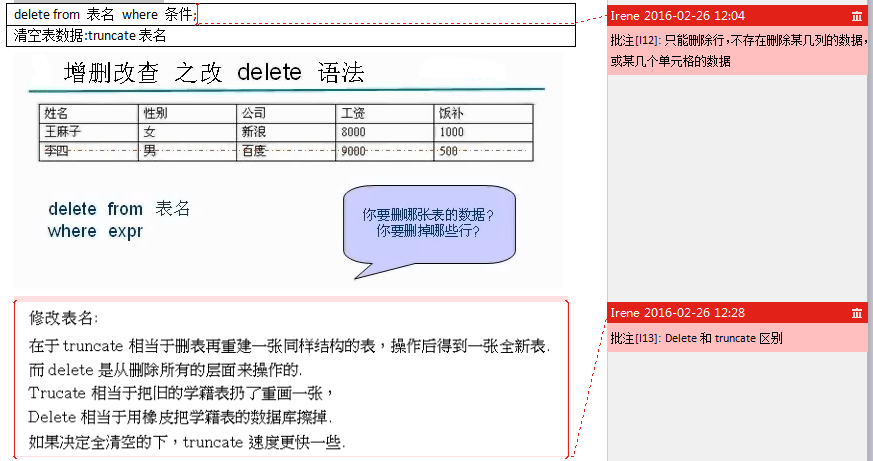 delete from 表名 where 条件;
清空表数据:truncate 表名
增删改查 之改 delete 语法
姓名 性别 公司 工资 饭补
王麻子 女 新浪 8000 1000
李四 男 百度 9000 500
delete from 表名
where expr
你要删哪张表的数据?
你要删掉哪些行?
修改表名:
在于 truncate 相当于删表再重建一张同样结构的表，操作后得到一张全新表.
而 delete 是从删除所有的层面来操作的.
Trucate 相当于把旧的学籍表扔了重画一张，
Delete 相当于用橡皮把学籍表的数据库擦掉.
如果决定全清空的下，truncate 速度更快一些.
Irene 2016-02-26 12:04
批注[I12]: 只能删除行,不存在删除某几列的数据,
或某几个单元格的数据
Irene 2016-02-26 12:28
批注[I13]: Delete 和 truncate 区别